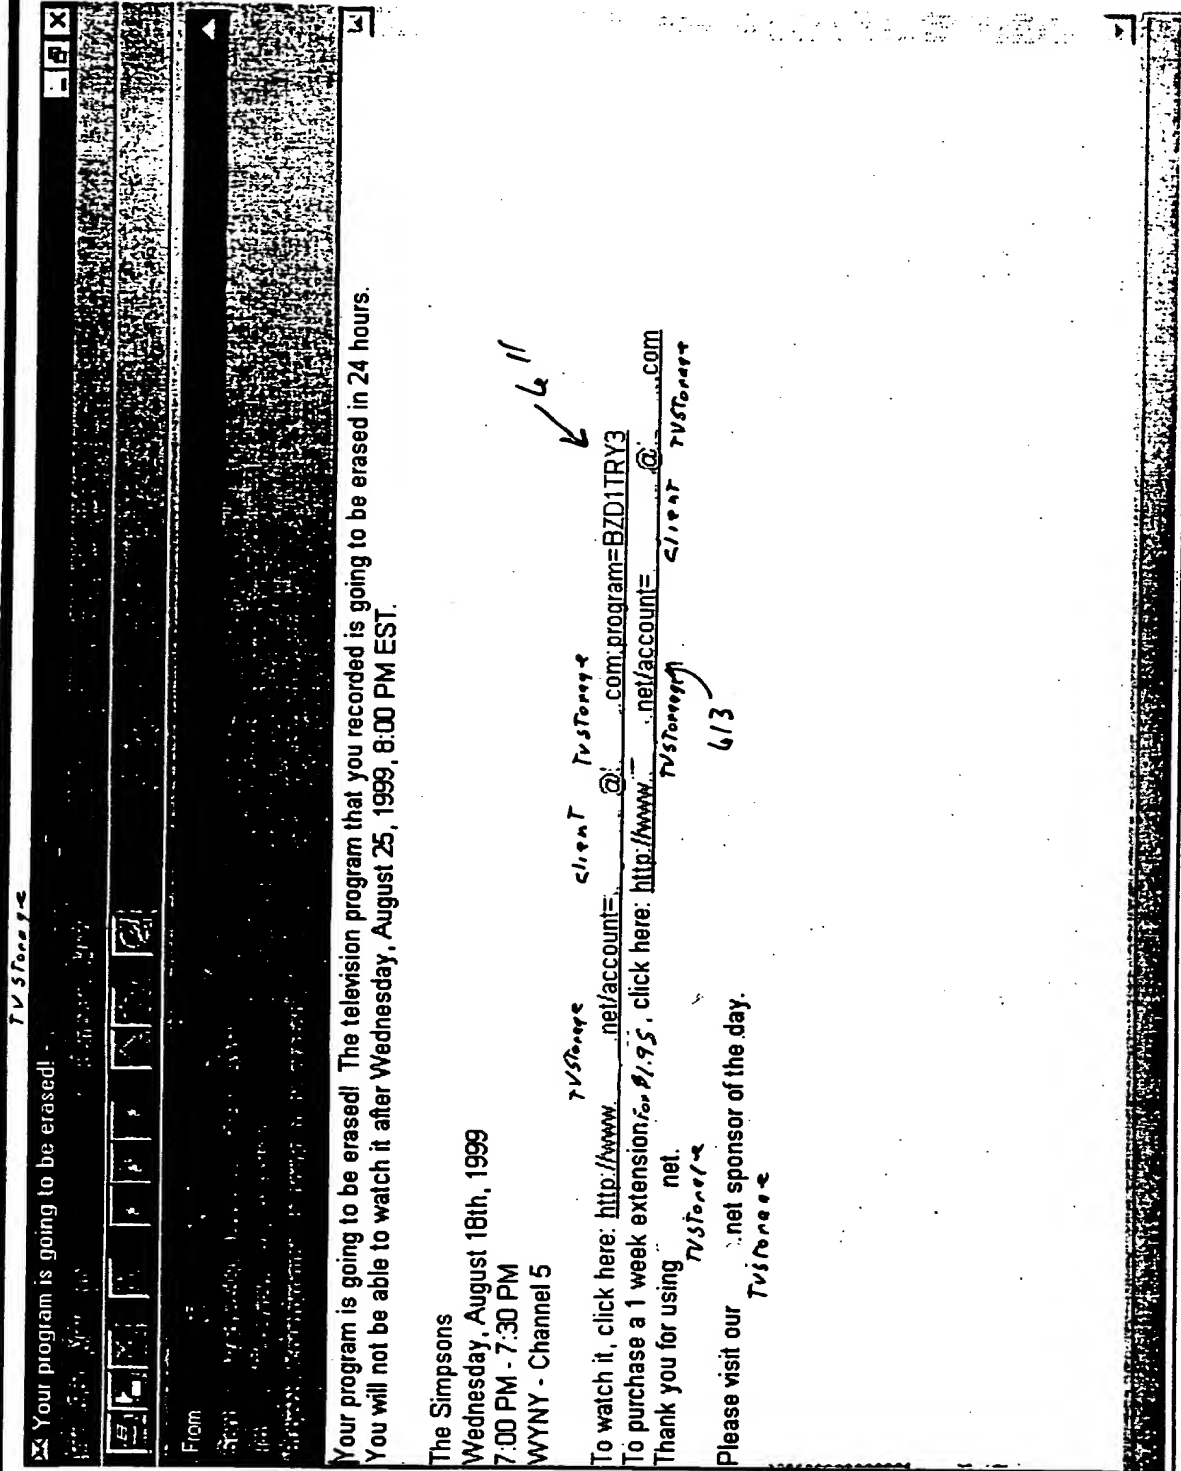 TVSTorage
Your program is going to be erased! -
From
Your program is going to be erased! The television program that you recorded is going to be erased in 24 hours.
You will not be able to watch it after Wednesday, August 25, 1999, 8:00 PM EST.
The Simpsons
Wednesday, August 18th, 1999
7:00 PM - 7:30 PM
WYNY - Channel 5
611
TVSTorage client TVSTorage
To watch it, click here: http://www. .net/account= @ .com:program=BZD1TRY3
To purchase a 1 week extension for $1.95, click here: http://www. .net/account= @ .com
TVSTorage client TVSTorage
613
Thank you for using net.
TVSTorage
Please visit our .net sponsor of the day.
TVSTorage